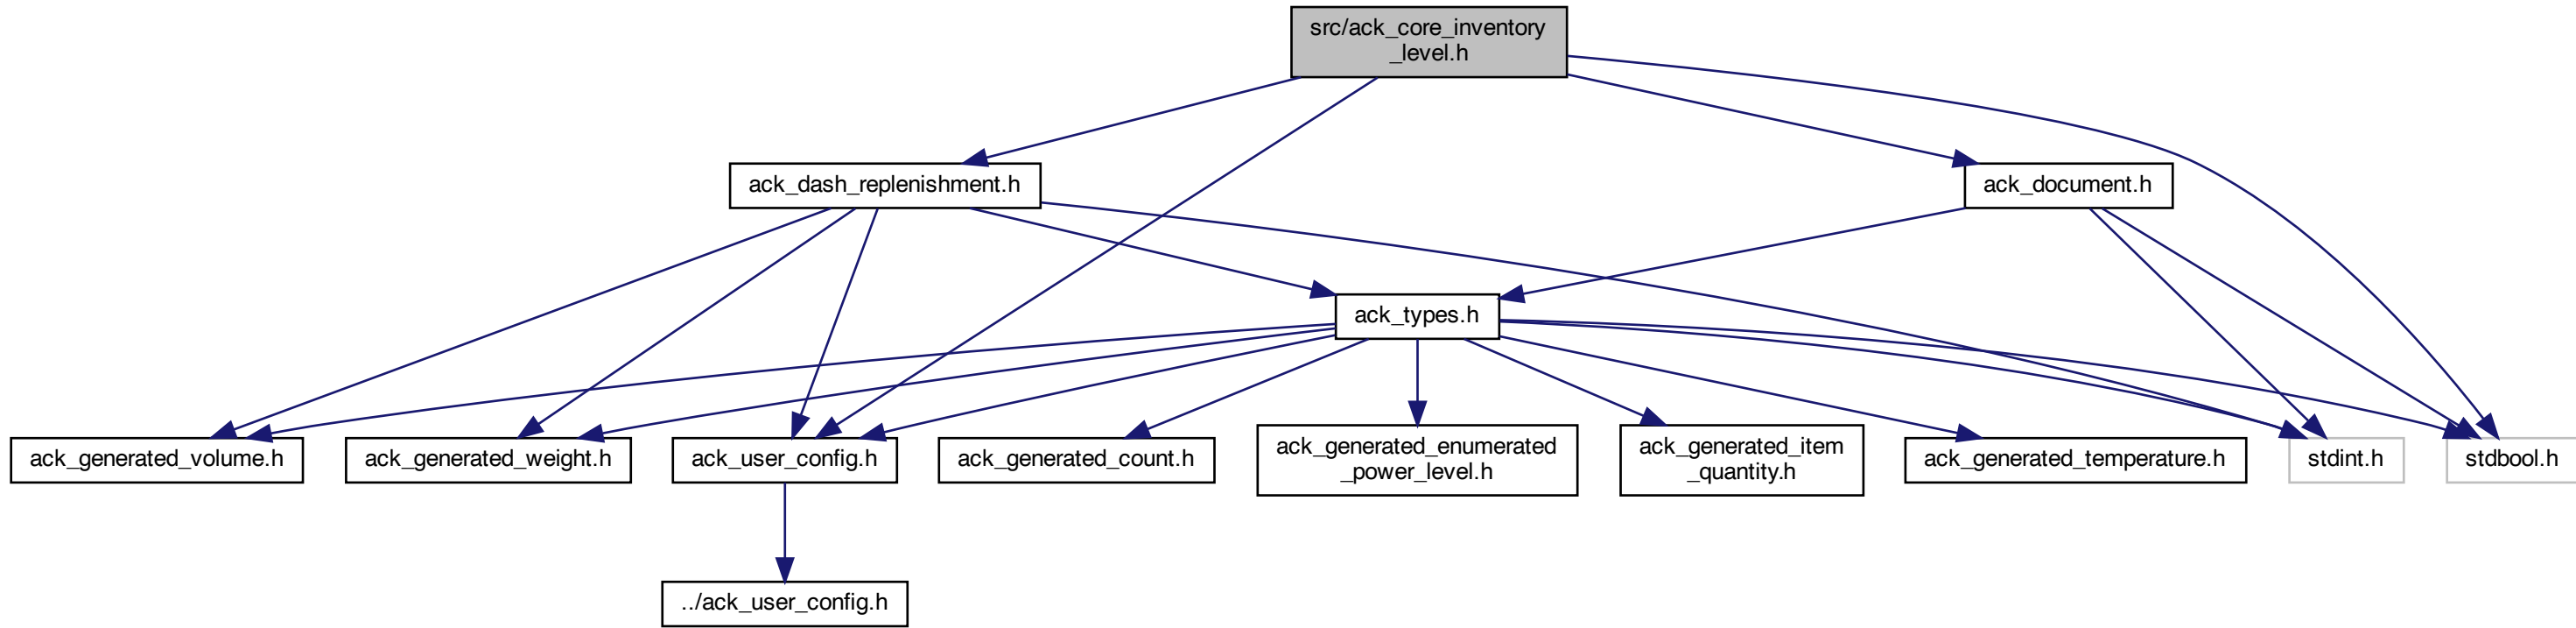 src/ack_core_inventory
_level.h
ack_dash_replenishment.h
ack_document.h
ack_types.h
ack_generated_volume.h
ack_generated_weight.h
ack_user_config.h
ack_generated_count.h
ack_generated_enumerated
_power_level.h
ack_generated_item
_quantity.h
ack_generated_temperature.h
stdint.h
stdbool.h
../ack_user_config.h